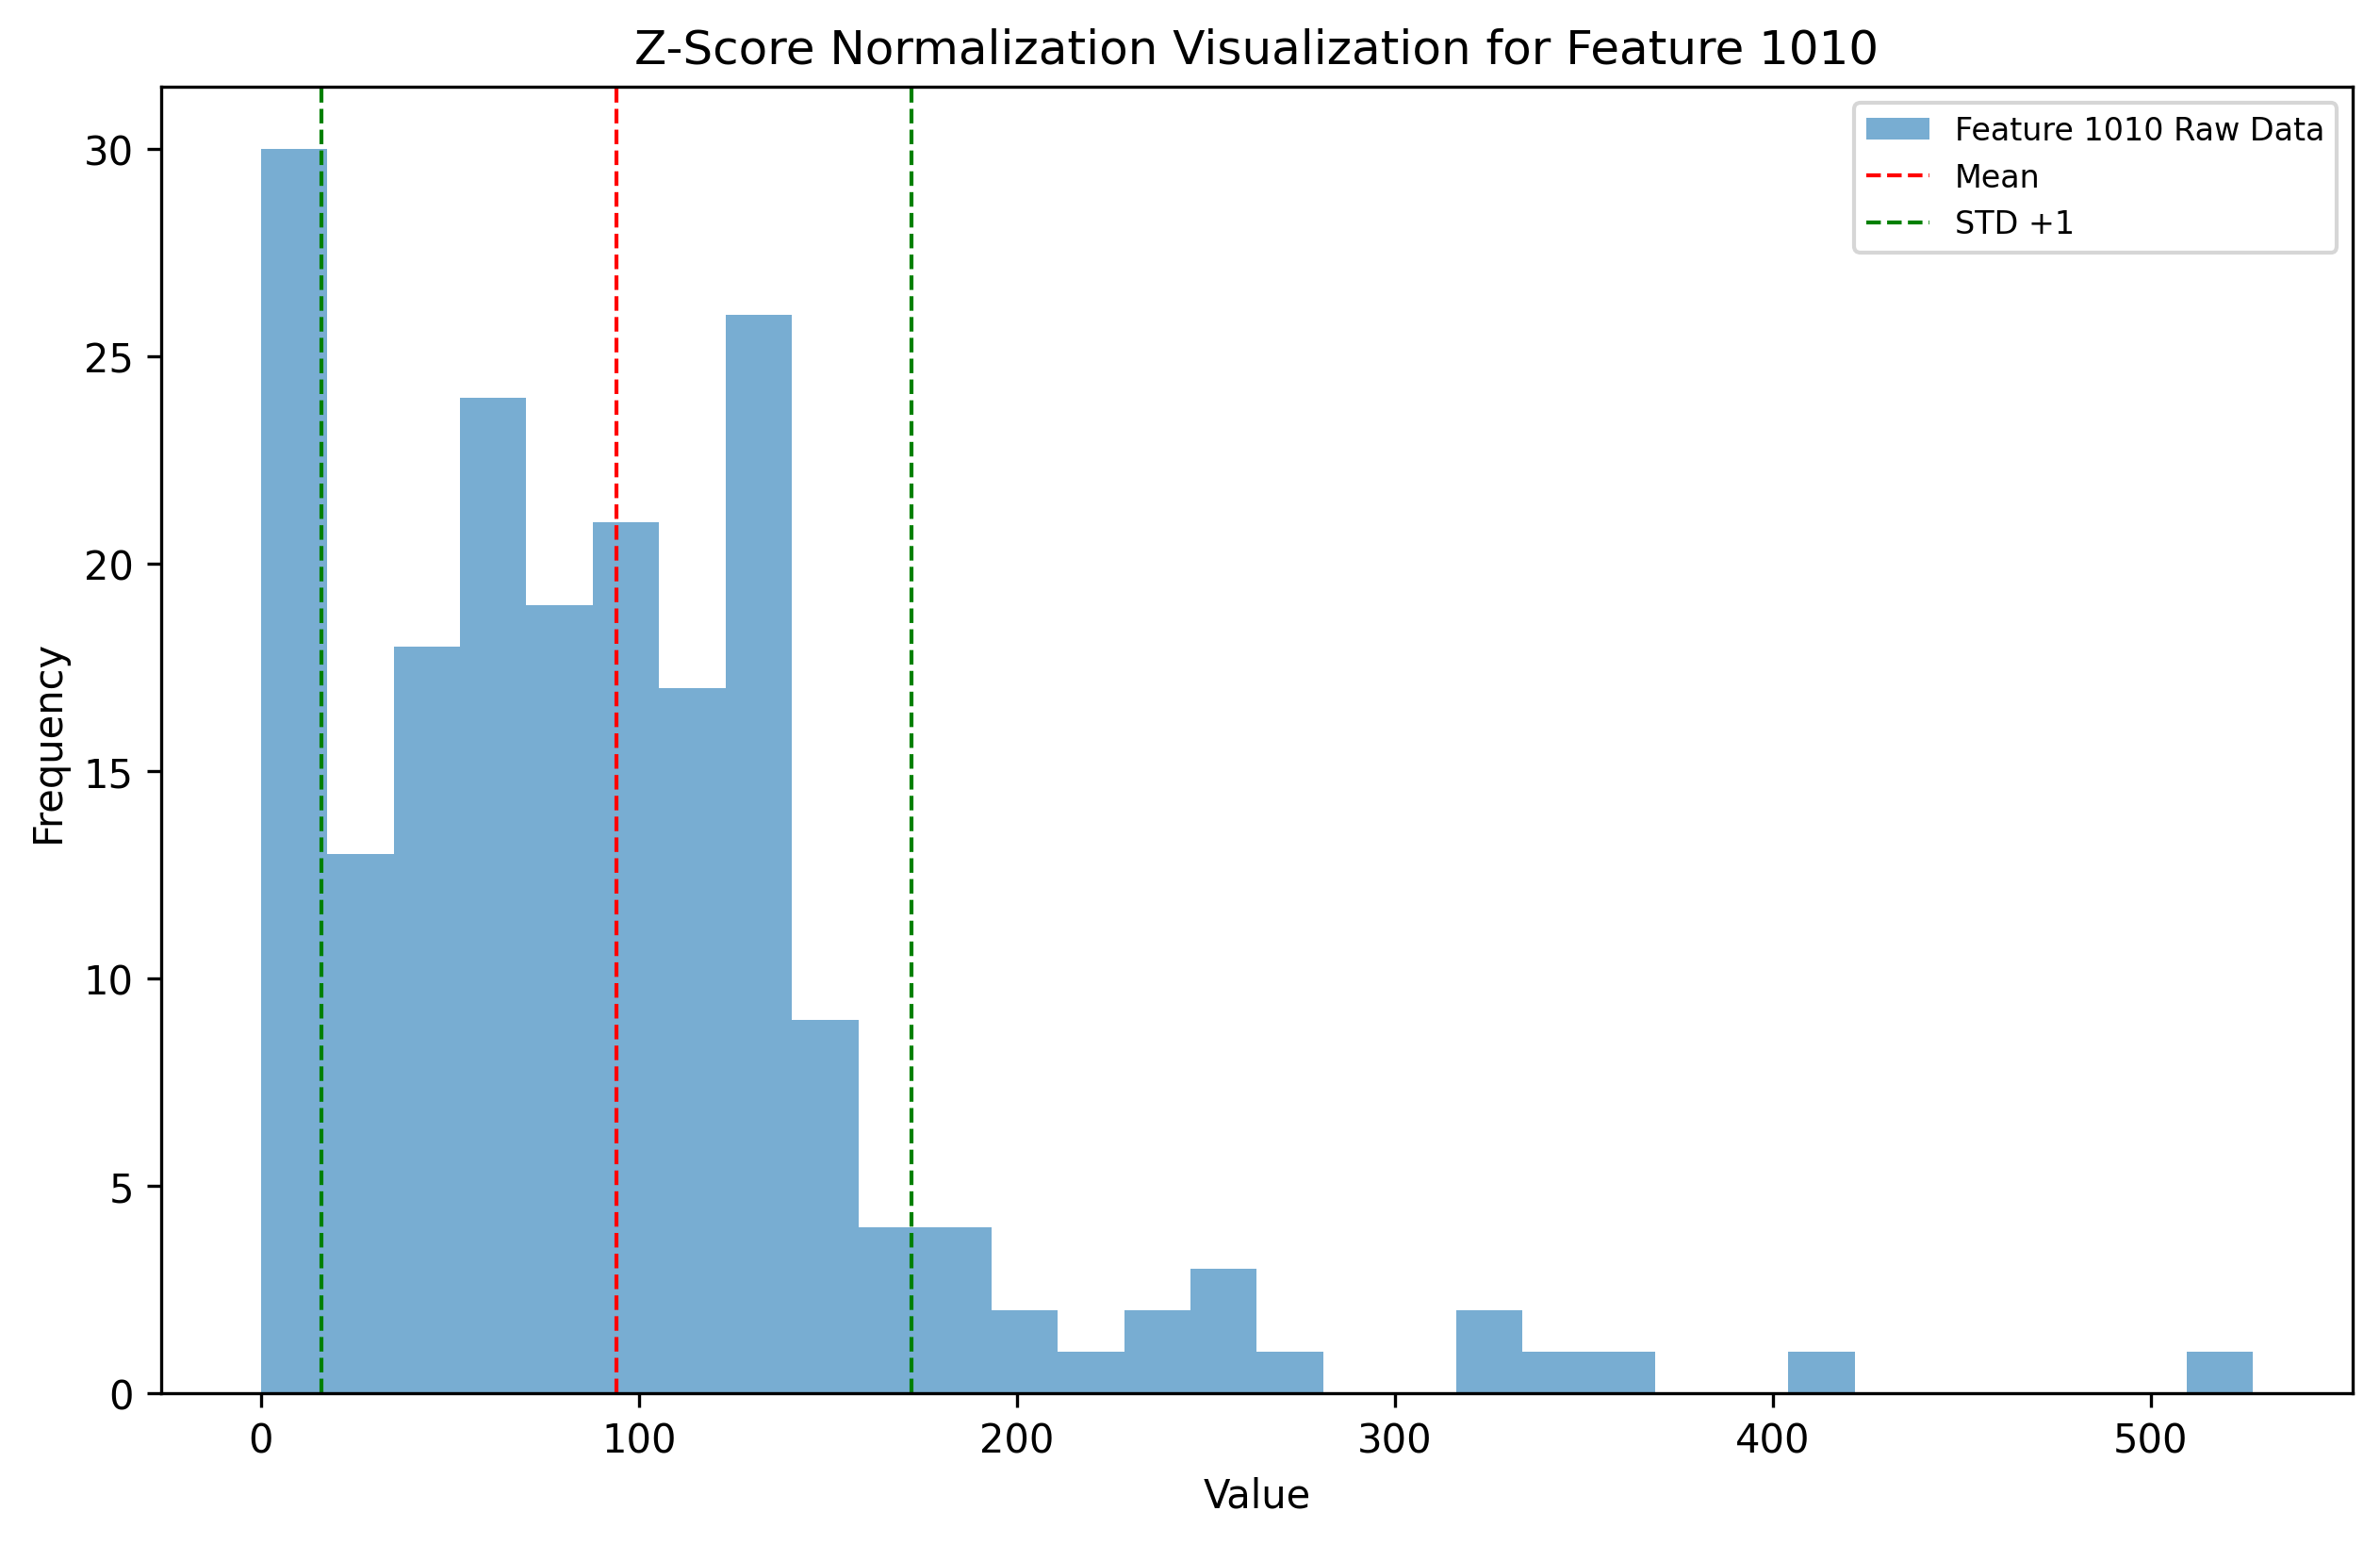 Z-Score Normalization Visualization for Feature 1010
Feature 1010 Raw Data
Mean
STD +1
30
25
20
15
10
5
0
Frequency
0 100 200 300 400 500
Value